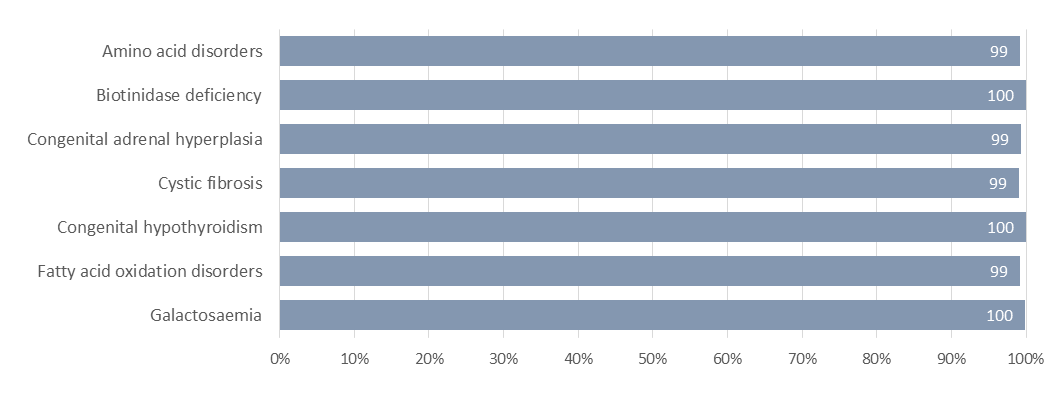 Amino acid disorders 99
Biotinidase deficiency 100
Congenital adrenal hyperplasia 99
Cystic fibrosis 99
Congenital hypothyroidism 100
Fatty acid oxidation disorders 99
Galactosaemia 100
0% 10% 20% 30% 40% 50% 60% 70% 80% 90% 100%